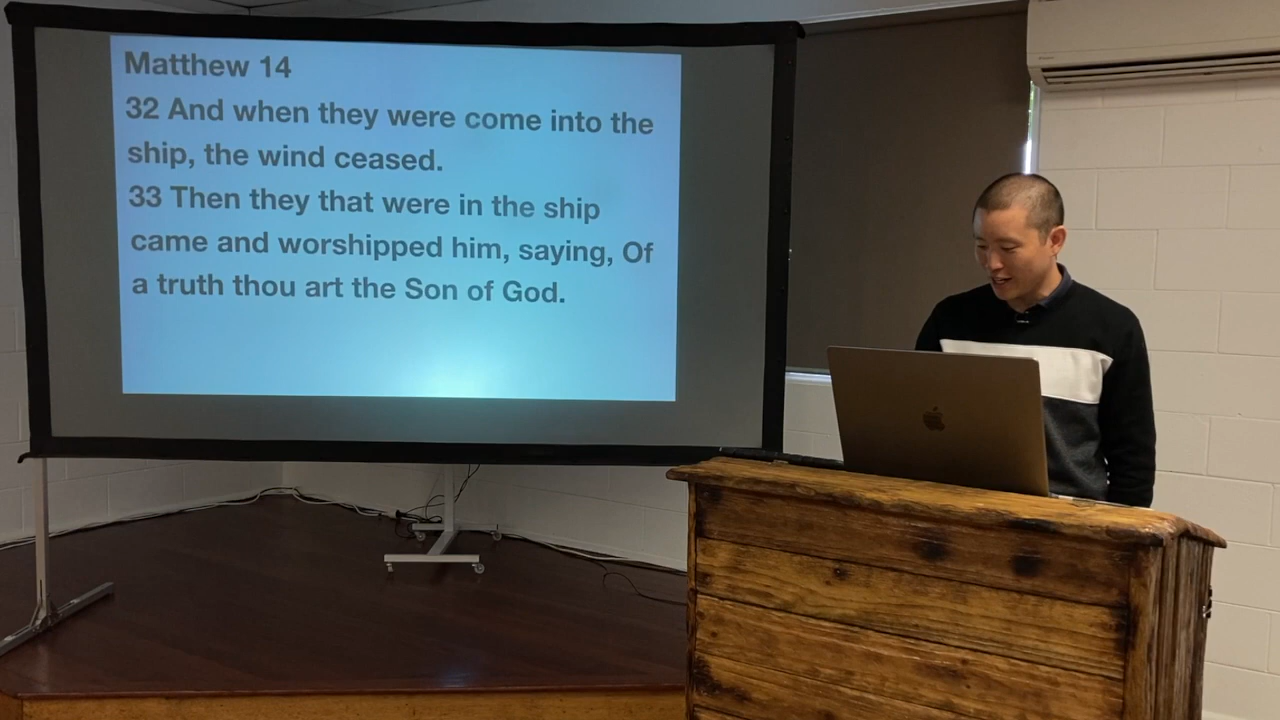 Matthew 14
32 And when they were come into the
ship, the wind ceased.
33 Then they that were in the ship
came and worshipped him, saying, Of
a truth thou art the Son of God.